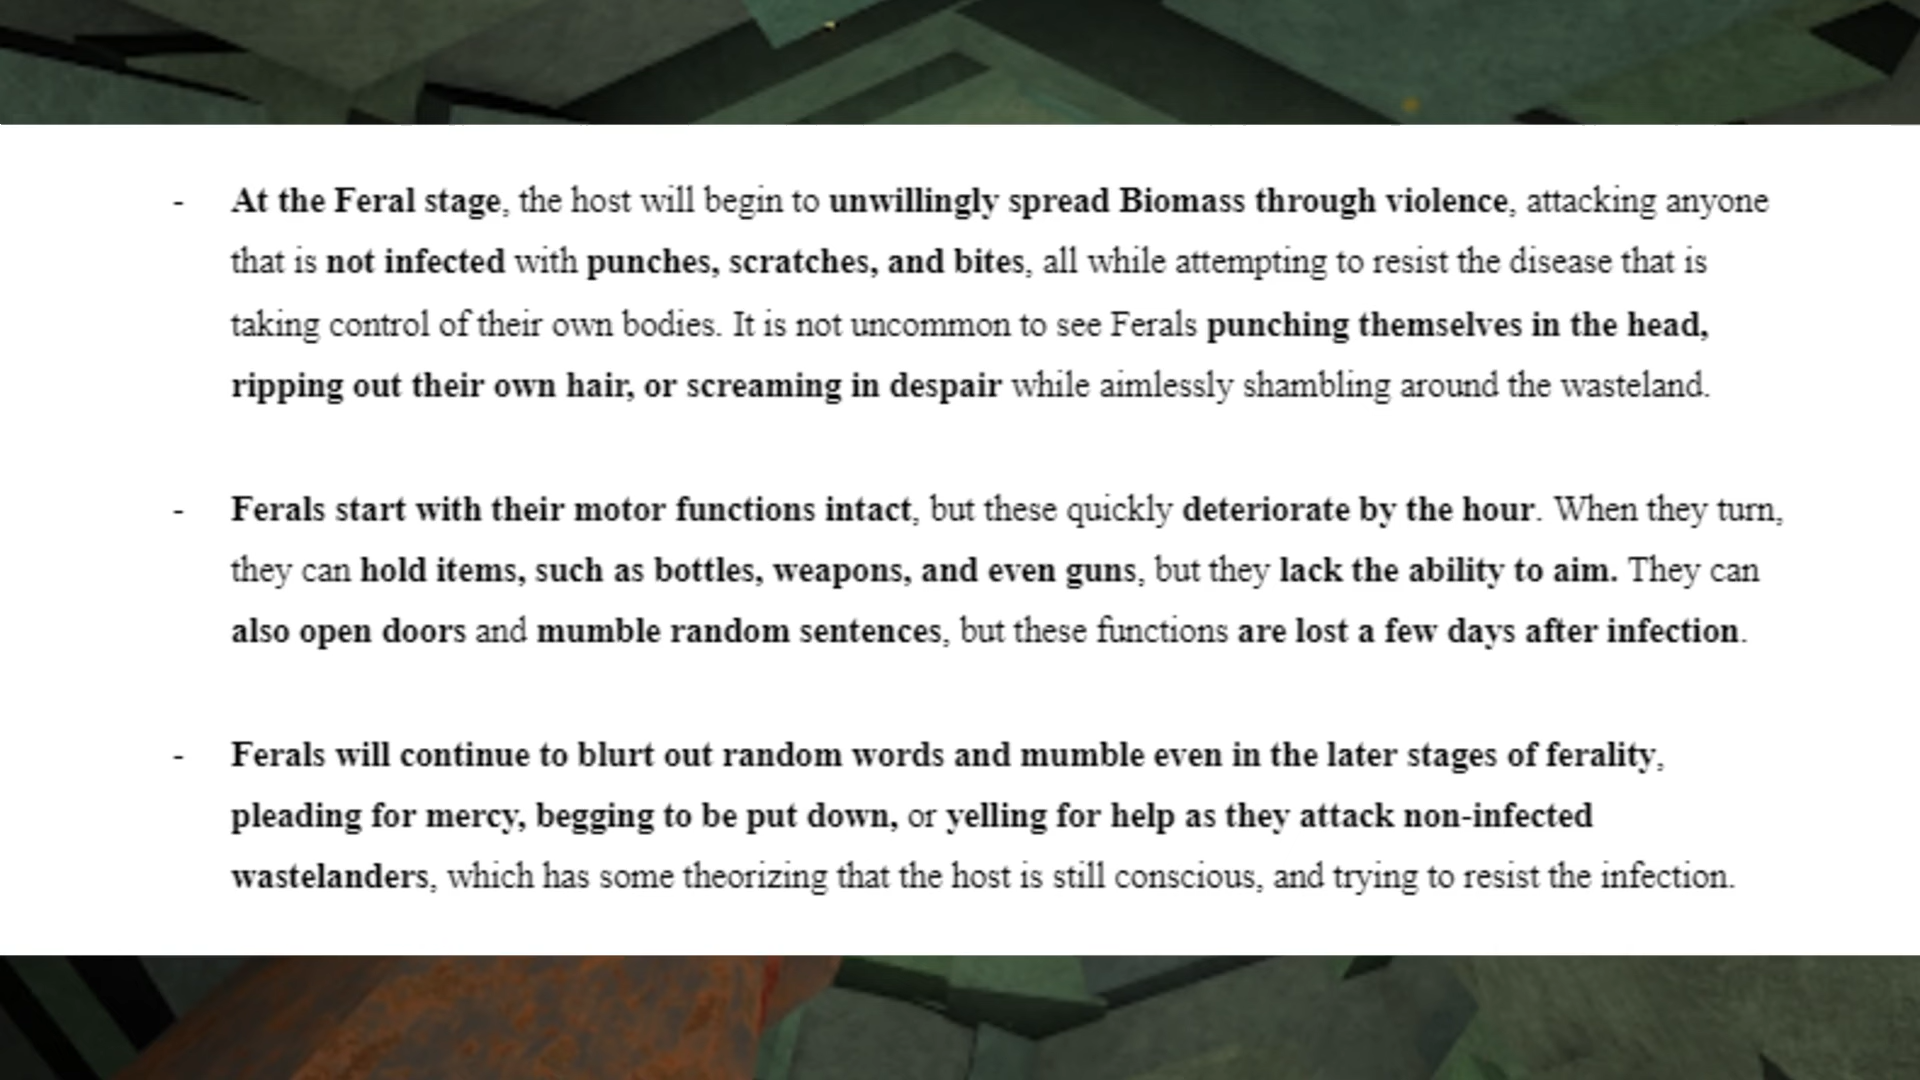 - At the Feral stage, the host will begin to unwillingly spread Biomass through violence, attacking anyone
that is not infected with punches, scratches, and bites, all while attempting to resist the disease that is
taking control of their own bodies. It is not uncommon to see Ferals punching themselves in the head,
ripping out their own hair, or screaming in despair while aimlessly shambling around the wasteland.
- Ferals start with their motor functions intact, but these quickly deteriorate by the hour. When they turn,
they can hold items, such as bottles, weapons, and even guns, but they lack the ability to aim. They can
also open doors and mumble random sentences, but these functions are lost a few days after infection.
- Ferals will continue to blurt out random words and mumble even in the later stages of ferality,
pleading for mercy, begging to be put down, or yelling for help as they attack non-infected
wastelanders, which has some theorizing that the host is still conscious, and trying to resist the infection.